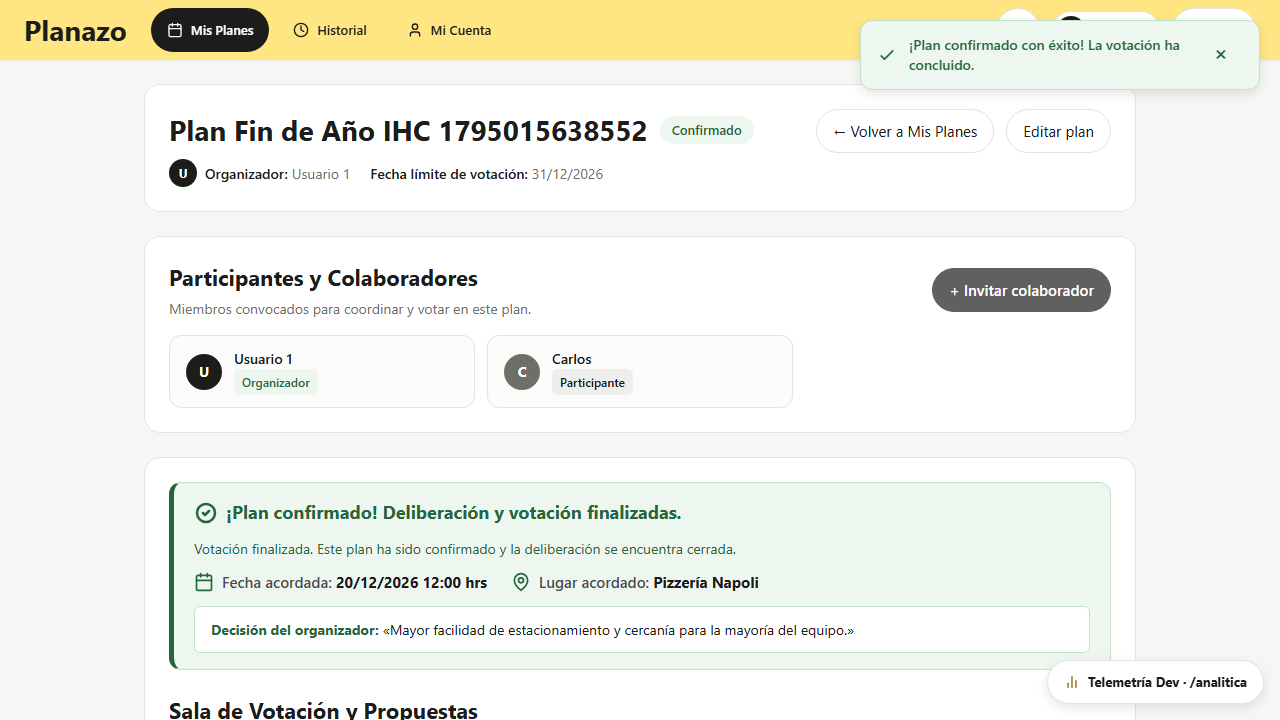 Planazo
Mis Planes
Historial
Mi Cuenta
¡Plan confirmado con éxito! La votación ha
concluido.
Plan Fin de Año IHC 1795015638552
Confirmado
← Volver a Mis Planes
Editar plan
U
Organizador: Usuario 1
Fecha límite de votación: 31/12/2026
Participantes y Colaboradores
Miembros convocados para coordinar y votar en este plan.
+ Invitar colaborador
U
Usuario 1
Organizador
C
Carlos
Participante
¡Plan confirmado! Deliberación y votación finalizadas.
Votación finalizada. Este plan ha sido confirmado y la deliberación se encuentra cerrada.
Fecha acordada: 20/12/2026 12:00 hrs
Lugar acordado: Pizzería Napoli
Decisión del organizador: «Mayor facilidad de estacionamiento y cercanía para la mayoría del equipo.»
Telemetría Dev · /analitica
Sala de Votación y Propuestas